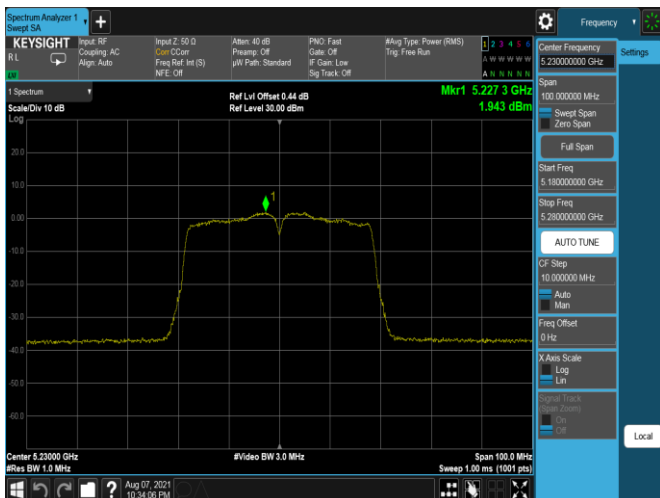 Spectrum Analyzer 1
Swept SA
+
Frequency
KEYSIGHT
R L
LV
Input: RF
Coupling: AC
Align: Auto
Input Z: 50 Ω
Corr CCorr
Freq Ref: Int (S)
NFE: Off
Atten: 40 dB
Preamp: Off
µW Path: Standard
PNO: Fast
Gate: Off
IF Gain: Low
Sig Track: Off
#Avg Type: Power (RMS)
Trig: Free Run
1 2 3 4 5 6
A W W W W W
A N N N N N
1 Spectrum
Scale/Div 10 dB
Log
Ref Lvl Offset 0.44 dB
Ref Level 30.00 dBm
Mkr1 5.227 3 GHz
1.943 dBm
20.0
10.0
0.00
-10.0
-20.0
-30.0
-40.0
-50.0
-60.0
1
Center 5.23000 GHz
#Res BW 1.0 MHz
#Video BW 3.0 MHz
Span 100.0 MHz
Sweep 1.00 ms (1001 pts)
Aug 07, 2021
10:34:06 PM
?
Center Frequency
5.230000000 GHz
Settings
Span
100.000000 MHz
Swept Span
Zero Span
Full Span
Start Freq
5.180000000 GHz
Stop Freq
5.280000000 GHz
AUTO TUNE
CF Step
10.000000 MHz
Auto
Man
Freq Offset
0 Hz
X Axis Scale
Log
Lin
Signal Track
(Span Zoom)
On
Off
Local